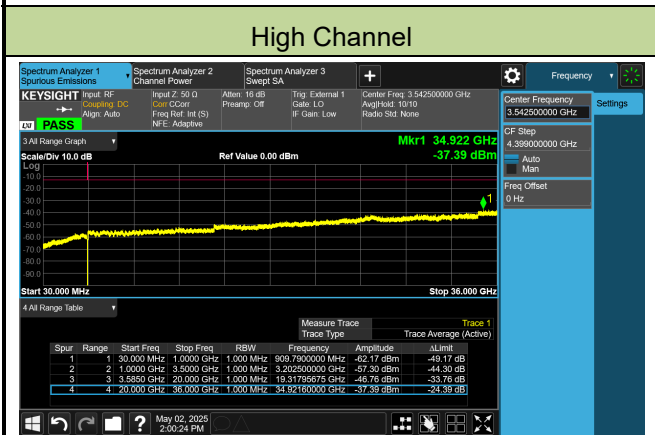 High Channel
Spectrum Analyzer 1
Spurious Emissions
Spectrum Analyzer 2
Channel Power
Spectrum Analyzer 3
Swept SA
+
Frequency
KEYSIGHT
Input: RF
Coupling: DC
Align: Auto
Input Z: 50 Ω
Corr CCorr
Freq Ref: Int (S)
NFE: Adaptive
Atten: 16 dB
Preamp: Off
Trig: External 1
Gate: LO
IF Gain: Low
Center Freq: 3.542500000 GHz
Avg|Hold: 10/10
Radio Std: None
LXI PASS
Center Frequency
3.542500000 GHz
Settings
CF Step
4.399000000 GHz
Auto
Man
Freq Offset
0 Hz
3 All Range Graph
Mkr1 34.922 GHz
-37.39 dBm
Scale/Div 10.0 dB
Ref Value 0.00 dBm
Log
-10.0
-20.0
-30.0
-40.0
-50.0
-60.0
-70.0
-80.0
-90.0
1
Start 30.000 MHz
Stop 36.000 GHz
4 All Range Table
Measure Trace Trace 1
Trace Type Trace Average (Active)
Spur Range Start Freq Stop Freq RBW Frequency Amplitude ΔLimit
1 1 30.000 MHz 1.0000 GHz 1.000 MHz 909.7900000 MHz -62.17 dBm -49.17 dB
2 2 1.0000 GHz 3.5000 GHz 1.000 MHz 3.202500000 GHz -57.30 dBm -44.30 dB
3 3 3.5850 GHz 20.000 GHz 1.000 MHz 19.31795675 GHz -46.76 dBm -33.76 dB
4 4 20.000 GHz 36.000 GHz 1.000 MHz 34.92160000 GHz -37.39 dBm -24.39 dB
?
May 02, 2025
2:00:24 PM